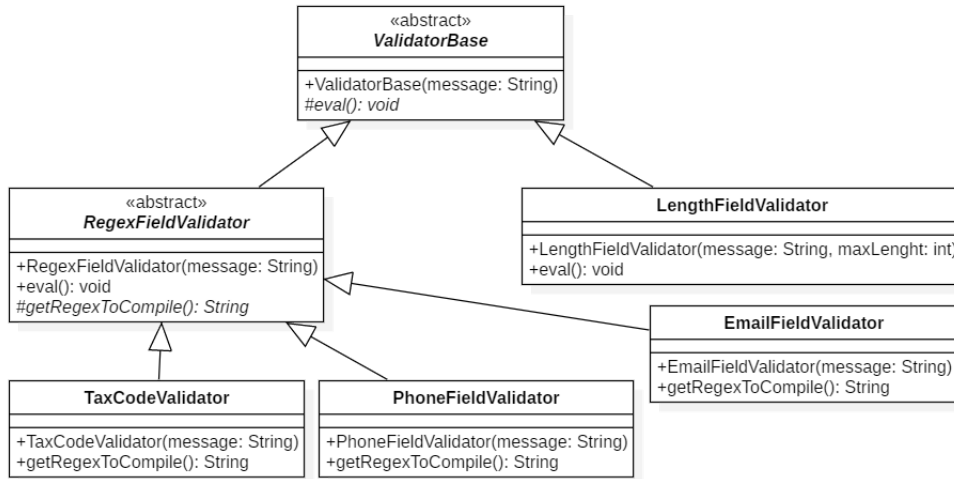 «abstract»
ValidatorBase
+ValidatorBase(message: String)
#eval(): void
«abstract»
RegexFieldValidator
+RegexFieldValidator(message: String)
+eval(): void
#getRegexToCompile(): String
LengthFieldValidator
+LengthFieldValidator(message: String, maxLenght: int)
+eval(): void
EmailFieldValidator
+EmailFieldValidator(message: String)
+getRegexToCompile(): String
TaxCodeValidator
+TaxCodeValidator(message: String)
+getRegexToCompile(): String
PhoneFieldValidator
+PhoneFieldValidator(message: String)
+getRegexToCompile(): String